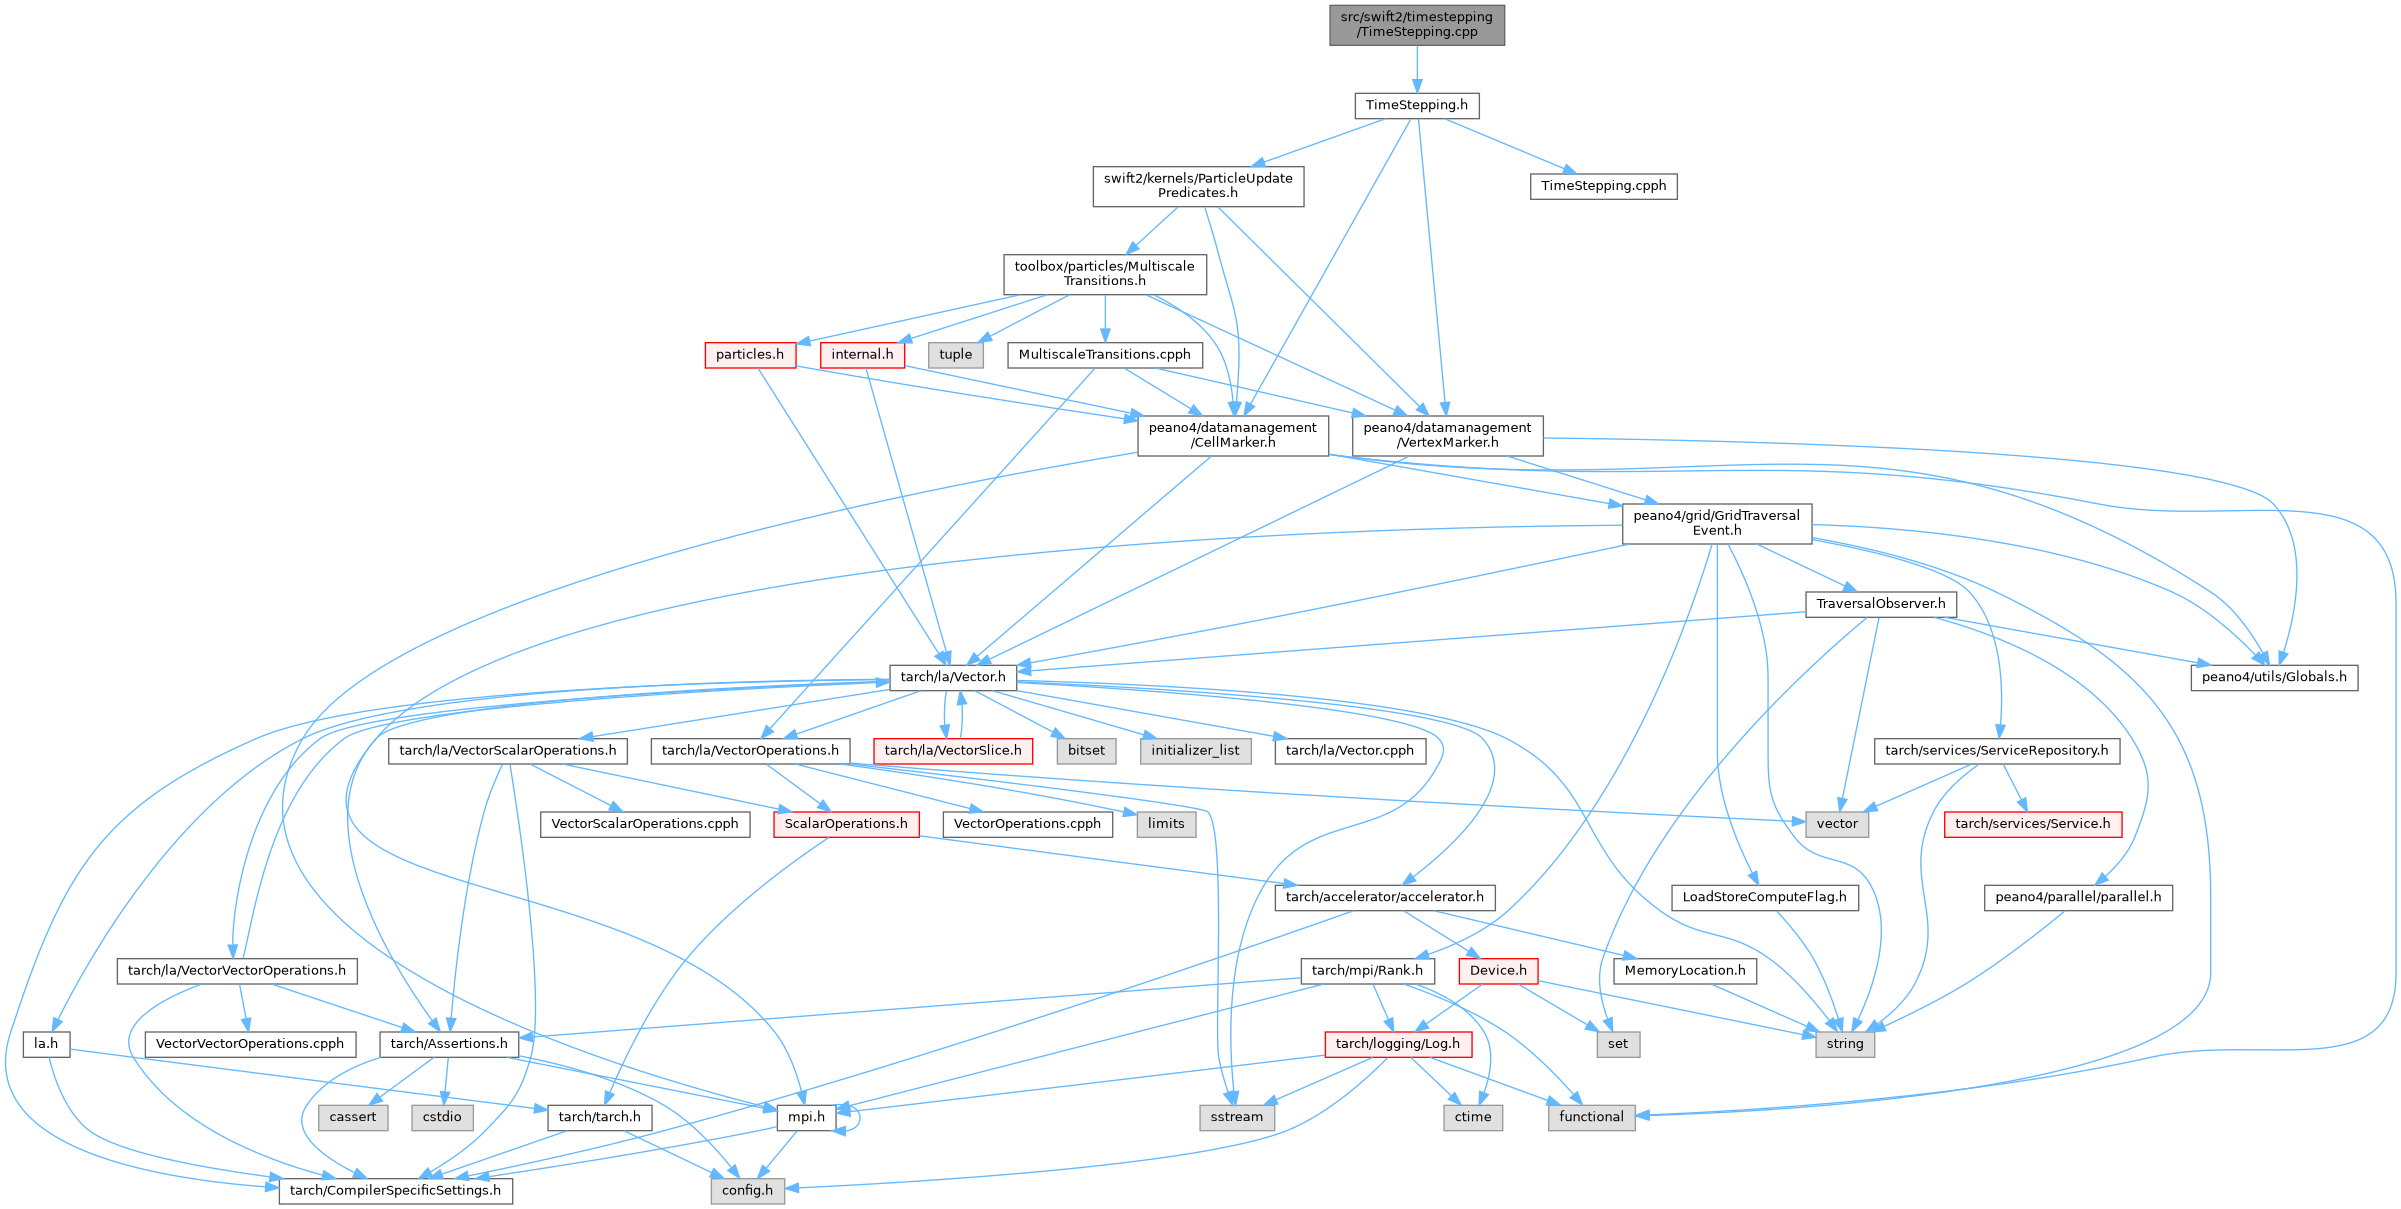 src/swift2/timestepping
/TimeStepping.cpp
TimeStepping.h
swift2/kernels/ParticleUpdate
Predicates.h
TimeStepping.cpph
toolbox/particles/Multiscale
Transitions.h
particles.h
internal.h
tuple
MultiscaleTransitions.cpph
peano4/datamanagement
/CellMarker.h
peano4/datamanagement
/VertexMarker.h
peano4/grid/GridTraversal
Event.h
TraversalObserver.h
tarch/la/Vector.h
peano4/utils/Globals.h
tarch/la/VectorScalarOperations.h
tarch/la/VectorOperations.h
tarch/la/VectorSlice.h
bitset
initializer_list
tarch/la/Vector.cpph
tarch/services/ServiceRepository.h
VectorScalarOperations.cpph
ScalarOperations.h
VectorOperations.cpph
limits
vector
tarch/services/Service.h
tarch/accelerator/accelerator.h
LoadStoreComputeFlag.h
peano4/parallel/parallel.h
tarch/la/VectorVectorOperations.h
tarch/mpi/Rank.h
Device.h
MemoryLocation.h
la.h
VectorVectorOperations.cpph
tarch/Assertions.h
tarch/logging/Log.h
set
string
cassert
cstdio
tarch/tarch.h
mpi.h
sstream
ctime
functional
tarch/CompilerSpecificSettings.h
config.h